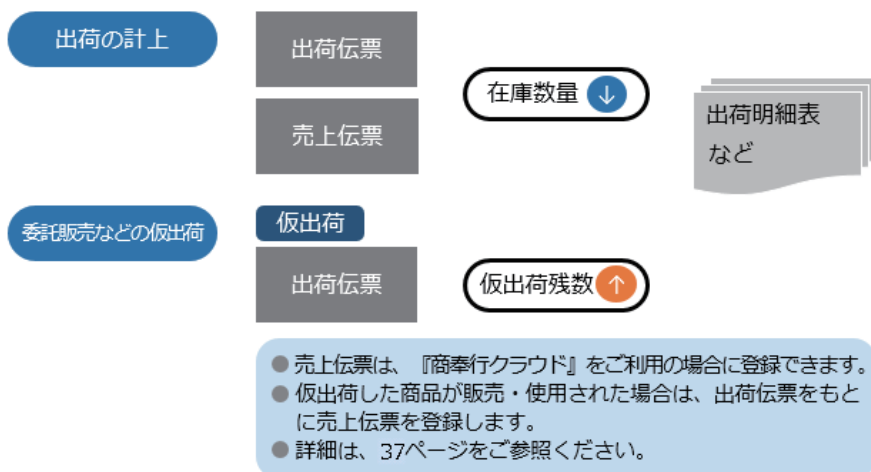 出荷の計上
出荷伝票
売上伝票
在庫数量 ↓
出荷明細表
など
委託販売などの仮出荷
仮出荷
出荷伝票
仮出荷残数 ↑
● 売上伝票は、『商奉行クラウド』をご利用の場合に登録できます。
● 仮出荷した商品が販売・使用された場合は、出荷伝票をもと
に売上伝票を登録します。
● 詳細は、37ページをご参照ください。